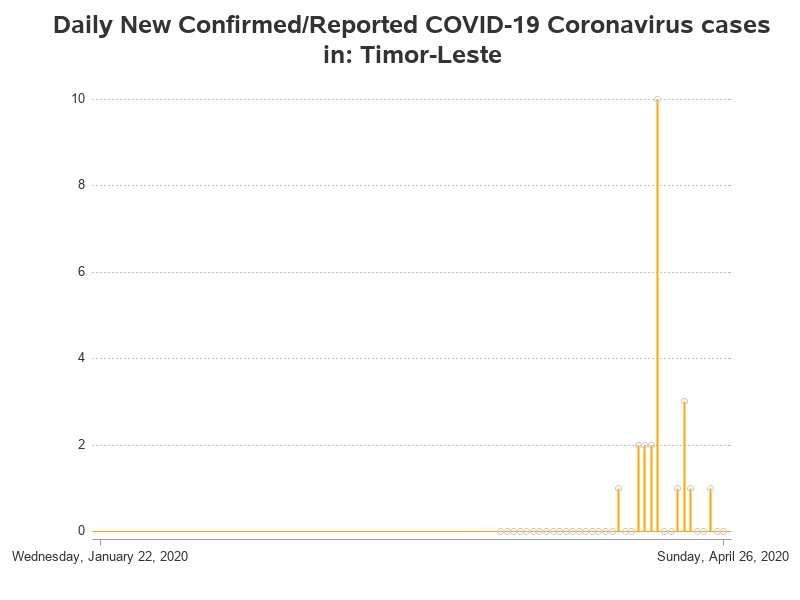 Daily New Confirmed/Reported COVID-19 Coronavirus cases
in: Timor-Leste
10
8
6
4
2
0
Wednesday, January 22, 2020
Sunday, April 26, 2020